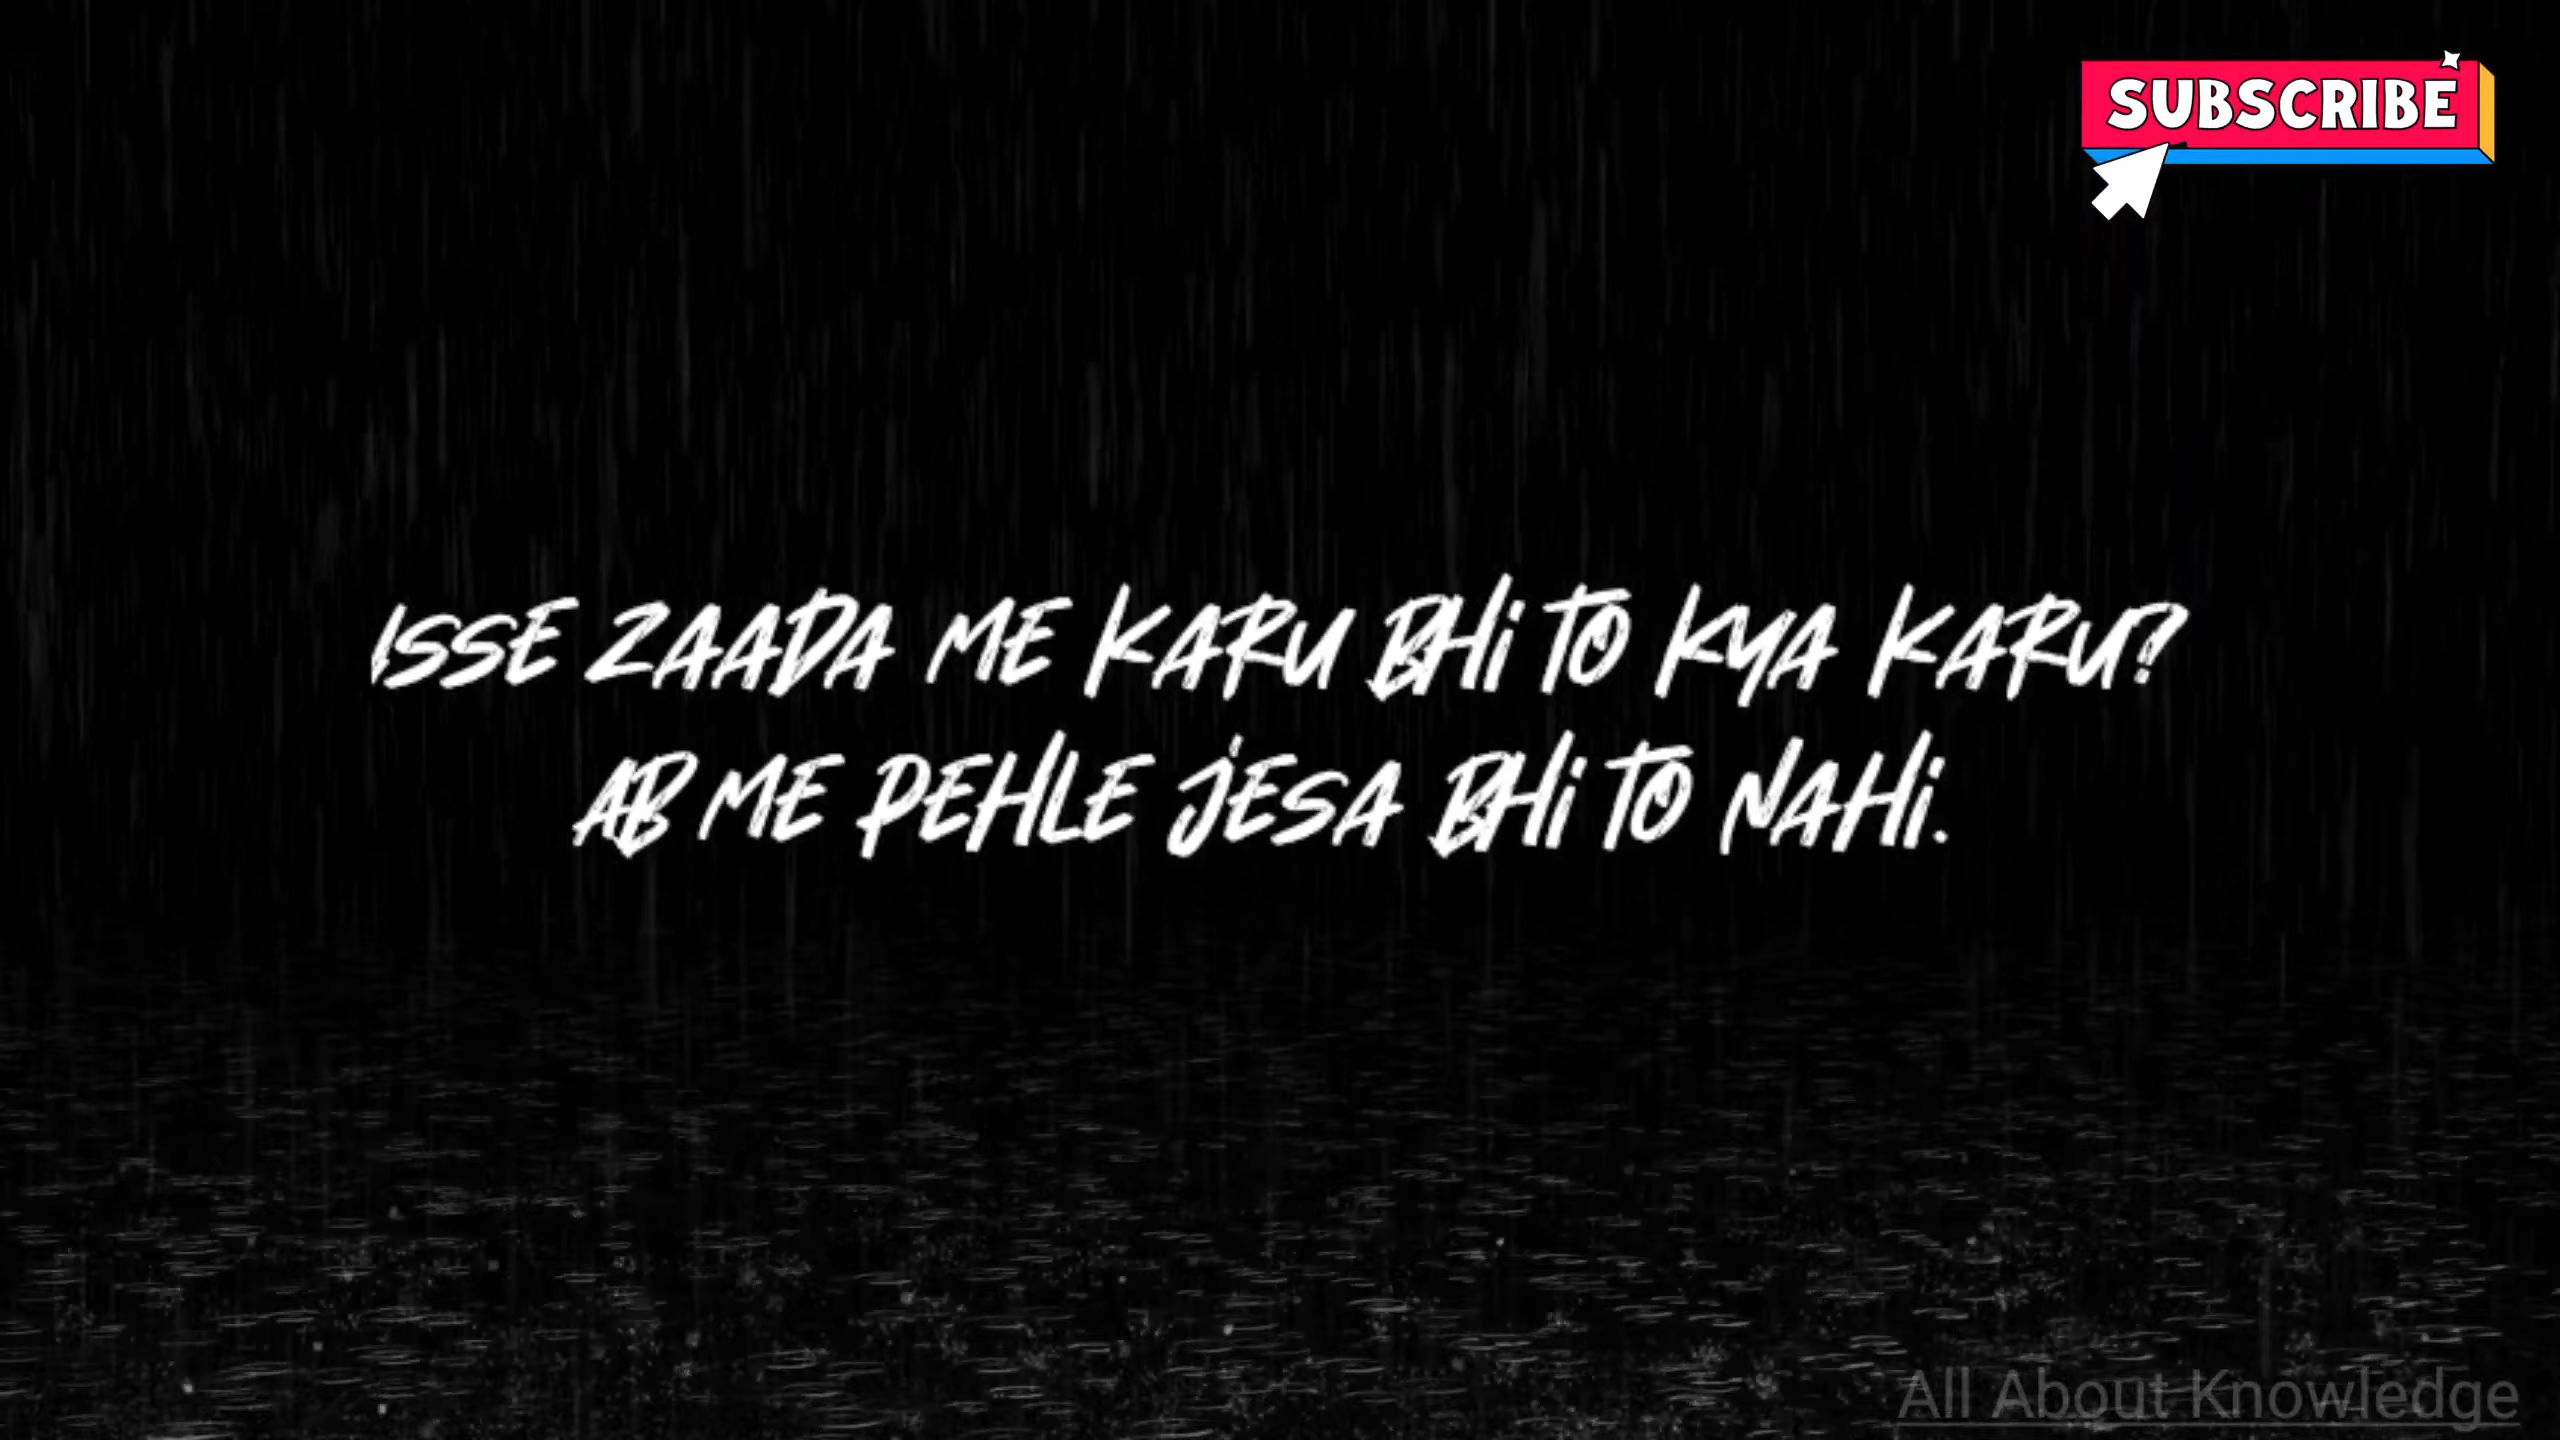 SUBSCRIBE
ISSE ZAADA ME KARU BHI TO KYA KARU?
AB ME PEHLE JESA BHI TO NAHI.
All About Knowledge